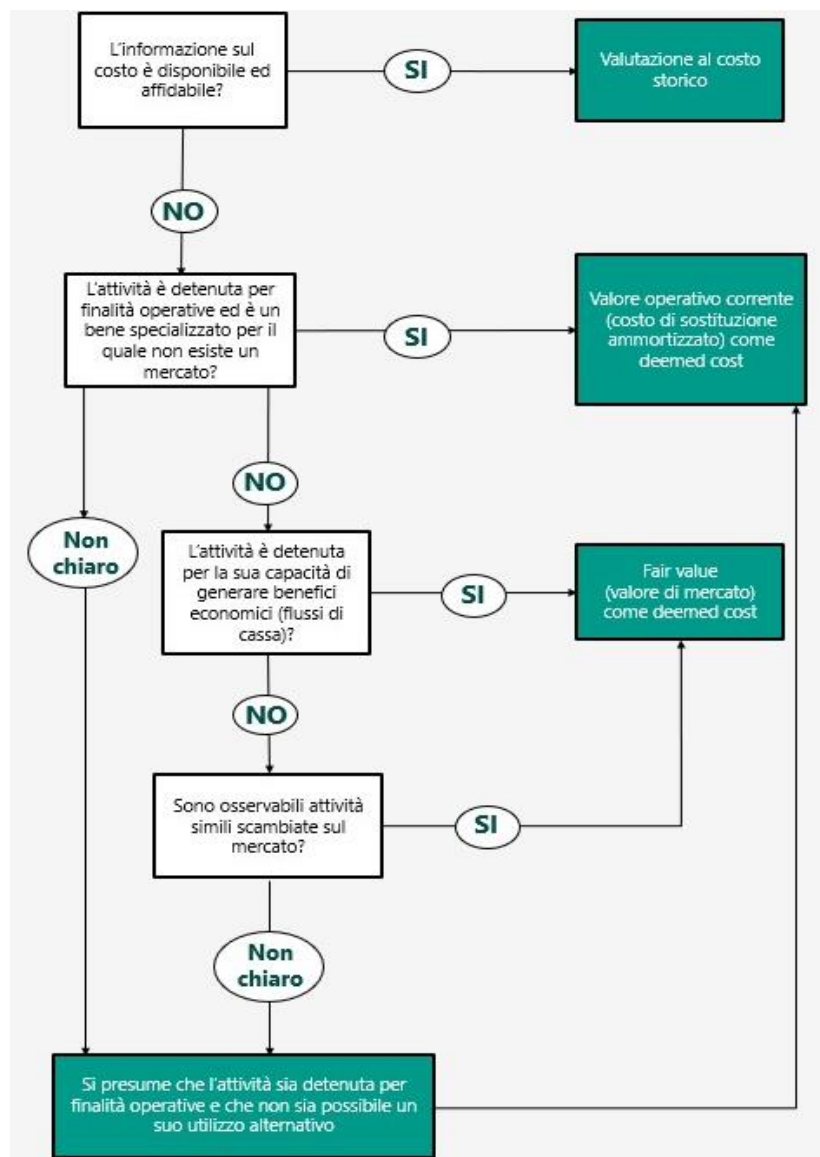 L'informazione sul
costo è disponibile ed
affidabile?
SI
Valutazione al costo
storico
NO
L'attività è detenuta per
finalità operative ed è un
bene specializzato per il
quale non esiste un
mercato?
SI
Valore operativo corrente
(costo di sostituzione
ammortizzato) come
deemed cost
NO
Non
chiaro
L'attività è detenuta
per la sua capacità di
generare benefici
economici (flussi di
cassa)?
SI
Fair value
(valore di mercato)
come deemed cost
NO
Sono osservabili attività
simili scambiate sul
mercato?
SI
Non
chiaro
Si presume che l'attività sia detenuta per
finalità operative e che non sia possibile un
suo utilizzo alternativo